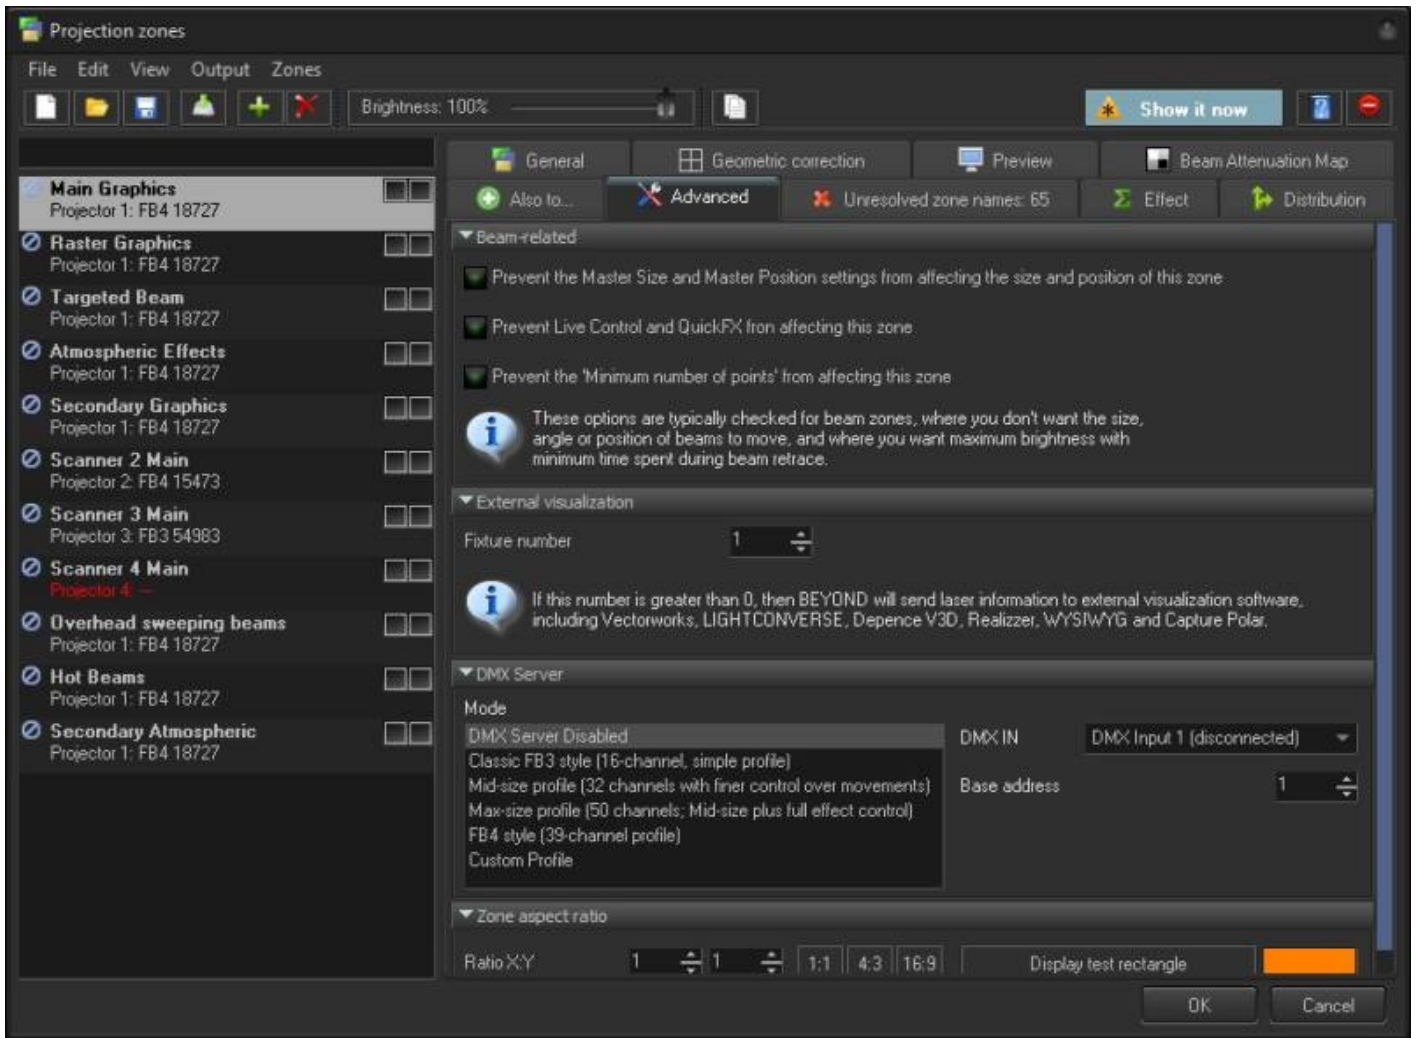 Projection zones
File Edit View Output Zones
Brightness: 100%
Show it now
General Geometric correction Preview Beam Attenuation Map
Also to... Advanced Unresolved zone names: 65 Effect Distribution
Main Graphics
Projector 1: FB4 18727
Raster Graphics
Projector 1: FB4 18727
Targeted Beam
Projector 1: FB4 18727
Atmospheric Effects
Projector 1: FB4 18727
Secondary Graphics
Projector 1: FB4 18727
Scanner 2 Main
Projector 2: FB4 15473
Scanner 3 Main
Projector 3: FB3 54983
Scanner 4 Main
Projector 4: --
Overhead sweeping beams
Projector 1: FB4 18727
Hot Beams
Projector 1: FB4 18727
Secondary Atmospheric
Projector 1: FB4 18727
Beam-related
Prevent the Master Size and Master Position settings from affecting the size and position of this zone
Prevent Live Control and QuickFX fron affecting this zone
Prevent the 'Minimum number of points' from affecting this zone
These options are typically checked for beam zones, where you don't want the size,
angle or position of beams to move, and where you want maximum brightness with
minimum time spent during beam retrace.
External visualization
Fixture number 1
If this number is greater than 0, then BEYOND will send laser information to external visualization software,
including Vectorworks, LIGHTCONVERSE, Depence V3D, Realizzer, WYSIWYG and Capture Polar.
DMX Server
Mode
DMX Server Disabled
Classic FB3 style (16-channel, simple profile)
Mid-size profile (32 channels with finer control over movements)
Max-size profile (50 channels; Mid-size plus full effect control)
FB4 style (39-channel profile)
Custom Profile
DMX IN DMX Input 1 (disconnected)
Base address 1
Zone aspect ratio
Ratio X:Y 1 1 1:1 4:3 16:9 Display test rectangle
OK Cancel